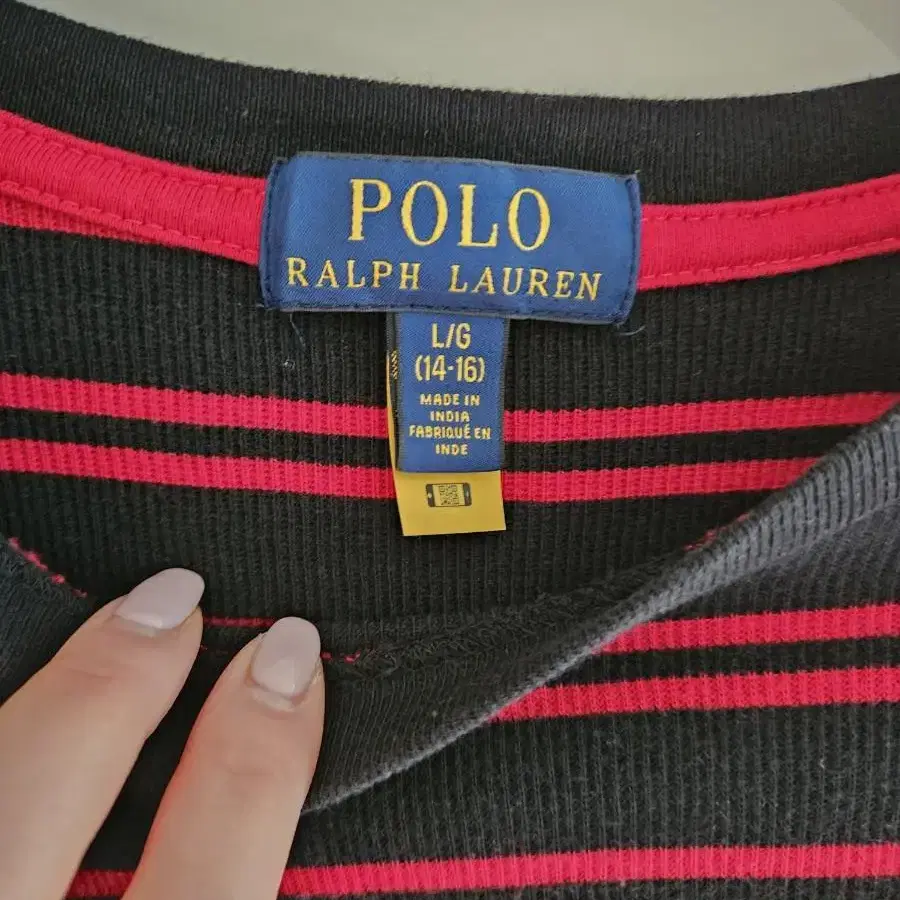 POLO
RALPH LAUREN
L/G
(14-16)
MADE IN
INDIA
FABRIQUÉ EN
INDE